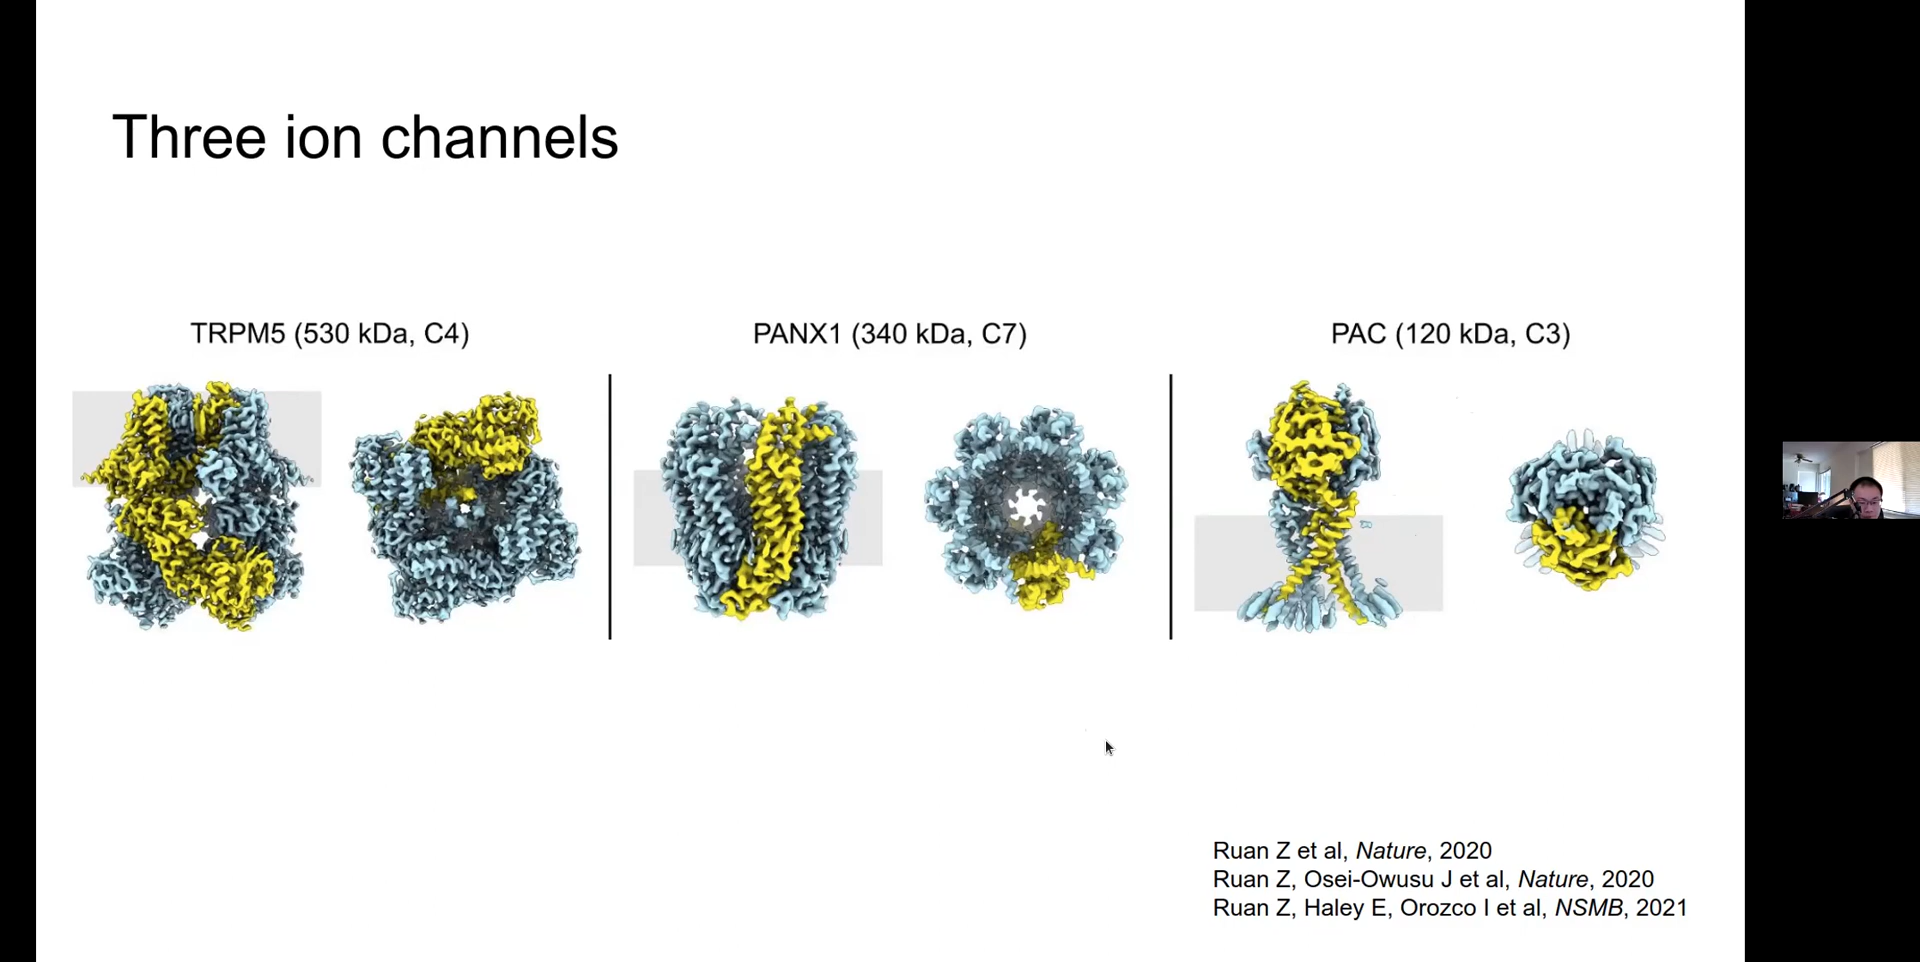 Three ion channels
TRPM5 (530 kDa, C4)
PANX1 (340 kDa, C7)
PAC (120 kDa, C3)
Ruan Z et al, Nature, 2020
Ruan Z, Osei-Owusu J et al, Nature, 2020
Ruan Z, Haley E, Orozco I et al, NSMB, 2021